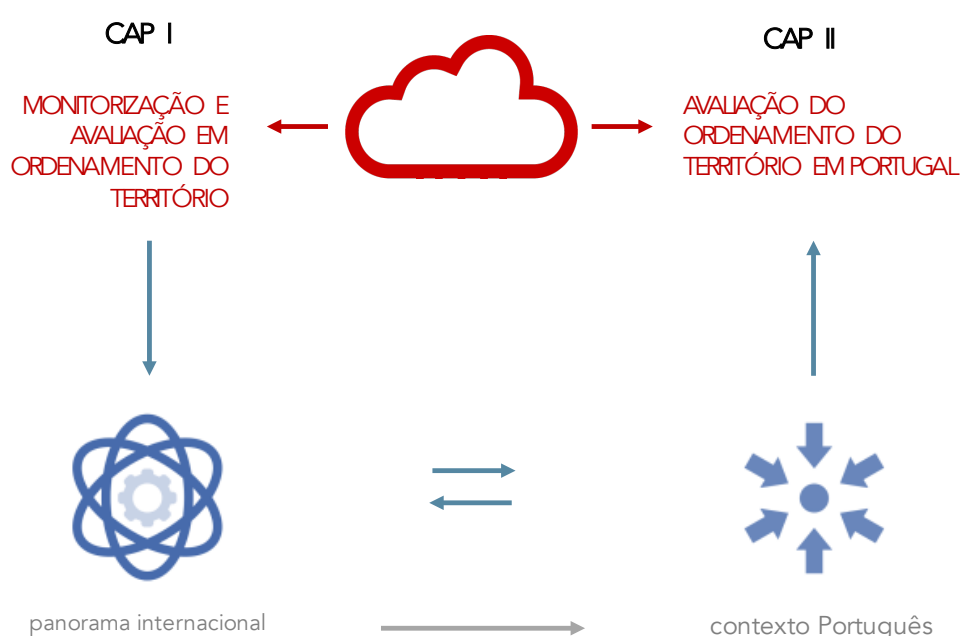 CAP I
MONITORIZAÇÃO E
AVALIAÇÃO EM
ORDENAMENTO DO
TERRITÓRIO
CAP II
AVALIAÇÃO DO
ORDENAMENTO DO
TERRITÓRIO EM PORTUGAL
panorama internacional
contexto Português